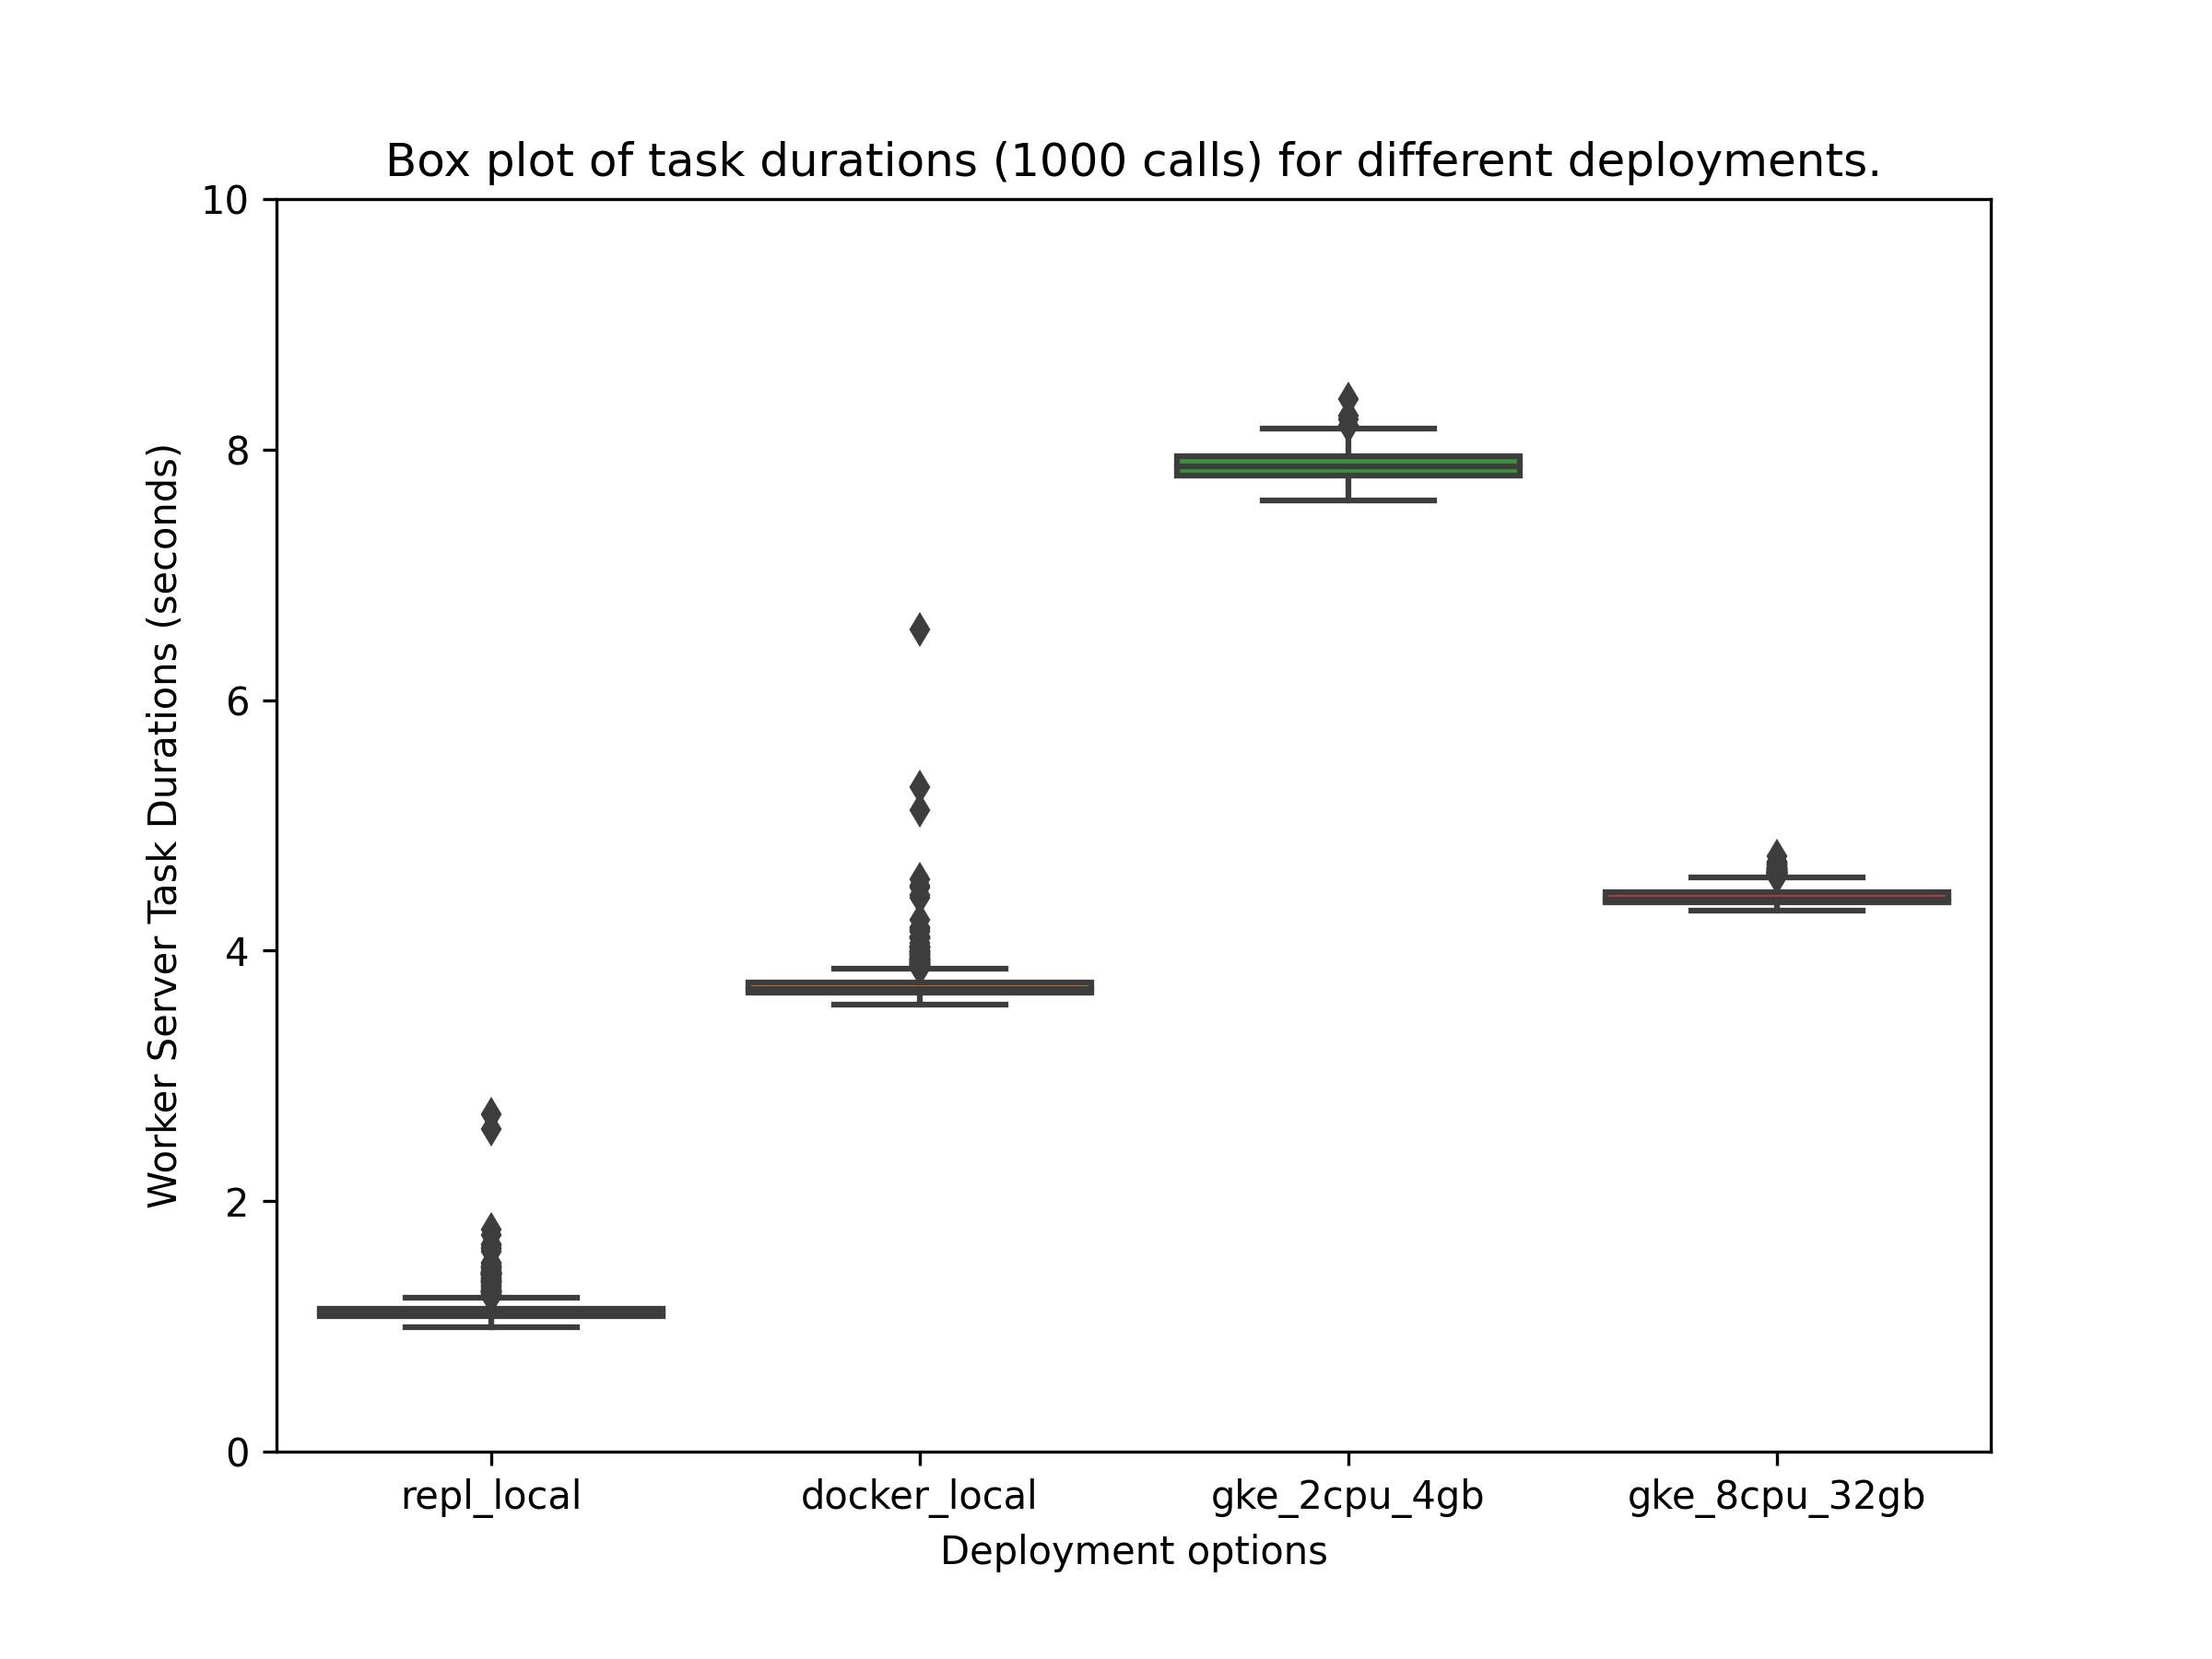 Box plot of task durations (1000 calls) for different deployments.
10
8
6
4
2
0
Worker Server Task Durations (seconds)
repl_local
docker_local
gke_2cpu_4gb
gke_8cpu_32gb
Deployment options